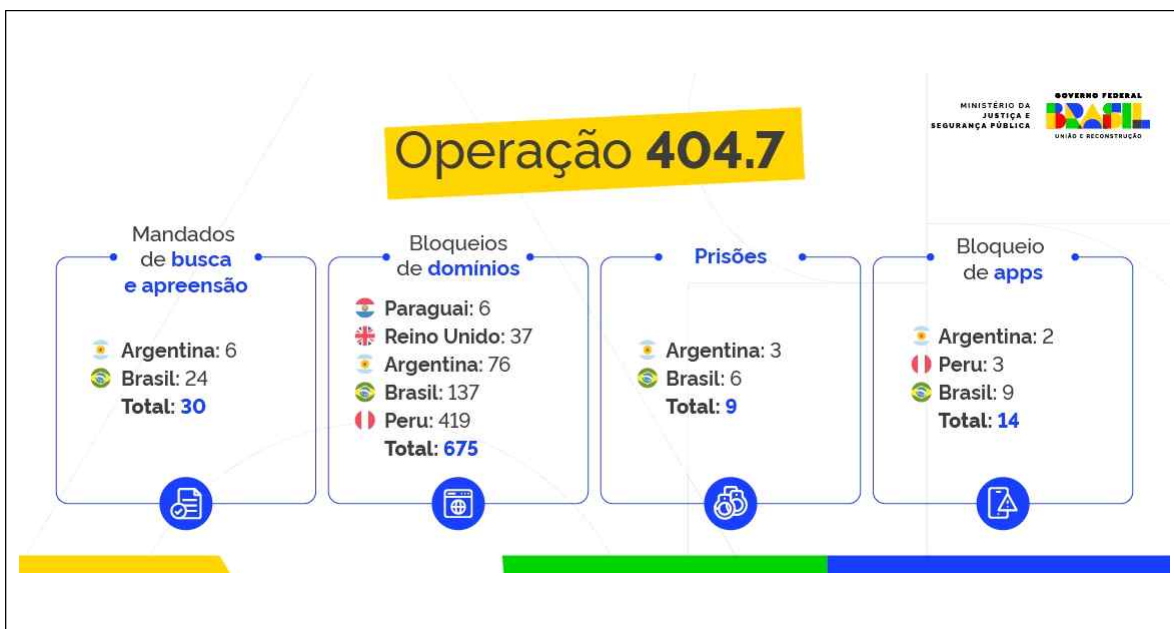 MINISTÉRIO DA
JUSTIÇA E
SEGURANÇA PÚBLICA
GOVERNO FEDERAL
BRASIL
UNIÃO E RECONSTRUÇÃO
Operação 404.7
Mandados
de busca
e apreensão
Argentina: 6
Brasil: 24
Total: 30
Bloqueios
de domínios
Paraguai: 6
Reino Unido: 37
Argentina: 76
Brasil: 137
Peru: 419
Total: 675
Prisões
Argentina: 3
Brasil: 6
Total: 9
Bloqueio
de apps
Argentina: 2
Peru: 3
Brasil: 9
Total: 14